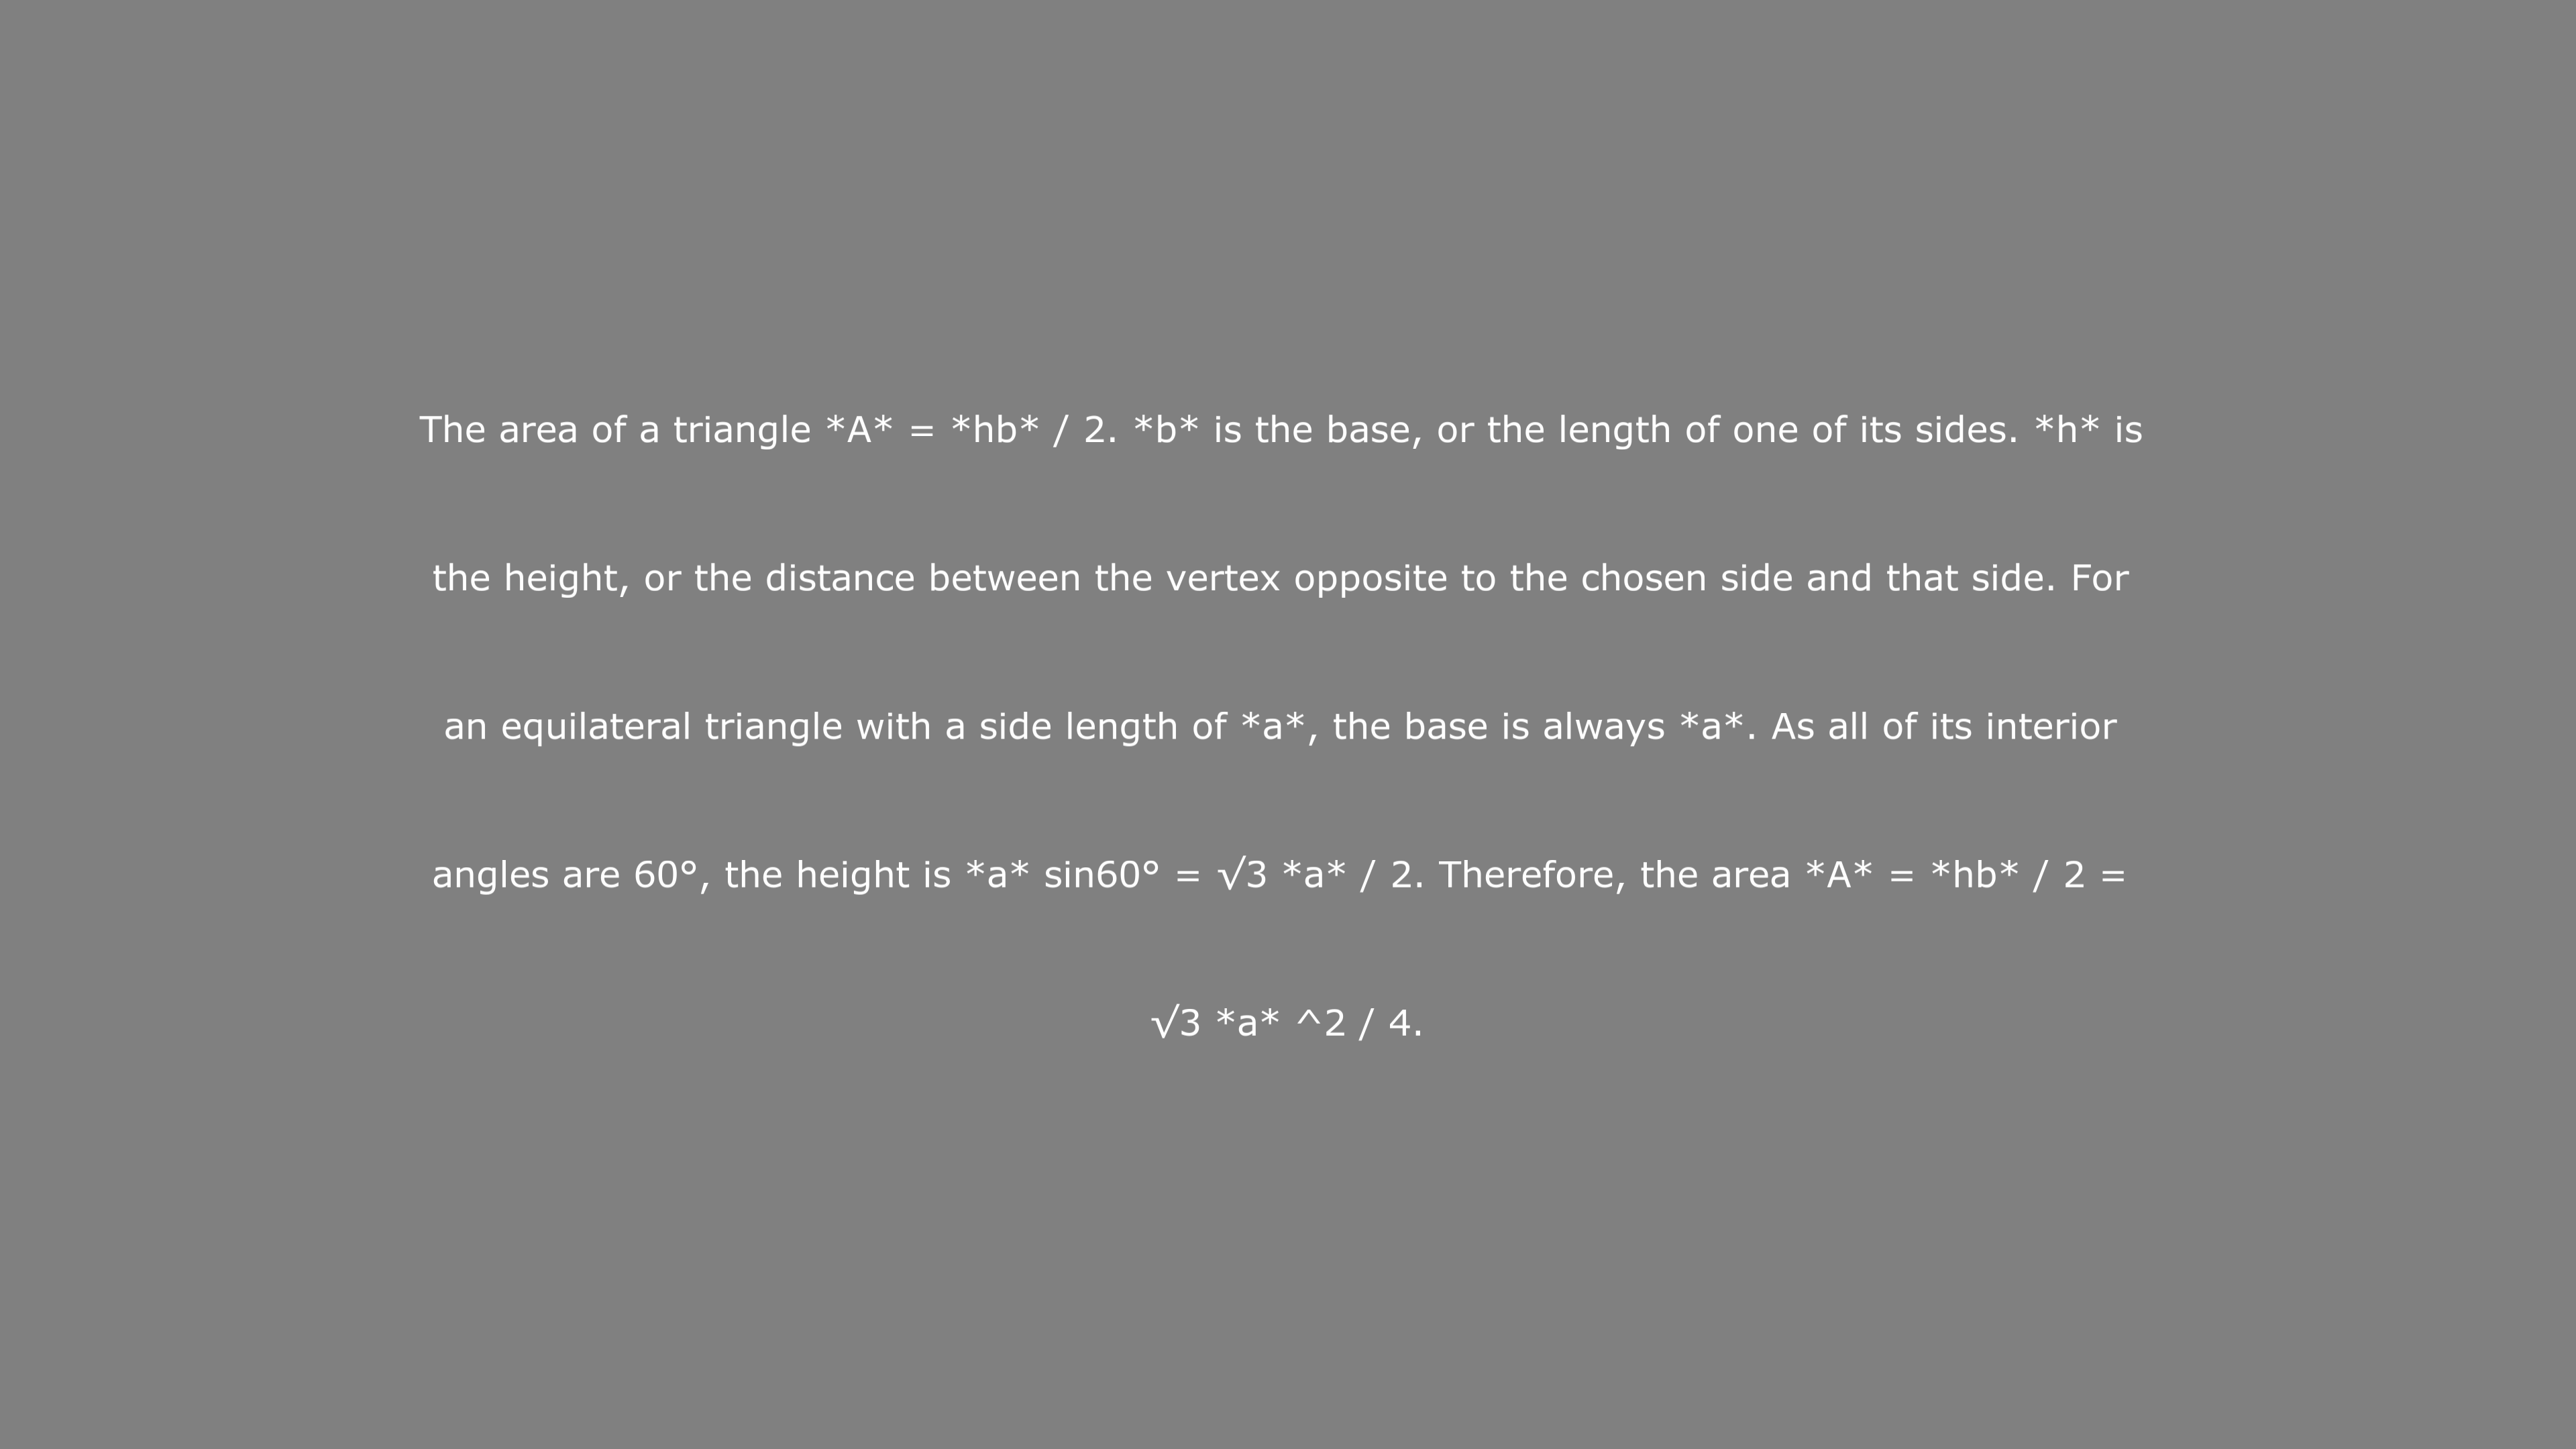 The area of a triangle *A* = *hb* / 2. *b* is the base, or the length of one of its sides. *h* is
the height, or the distance between the vertex opposite to the chosen side and that side. For
an equilateral triangle with a side length of *a*, the base is always *a*. As all of its interior
angles are 60°, the height is *a* sin60° = √3 *a* / 2. Therefore, the area *A* = *hb* / 2 =
√3 *a* ^2 / 4.